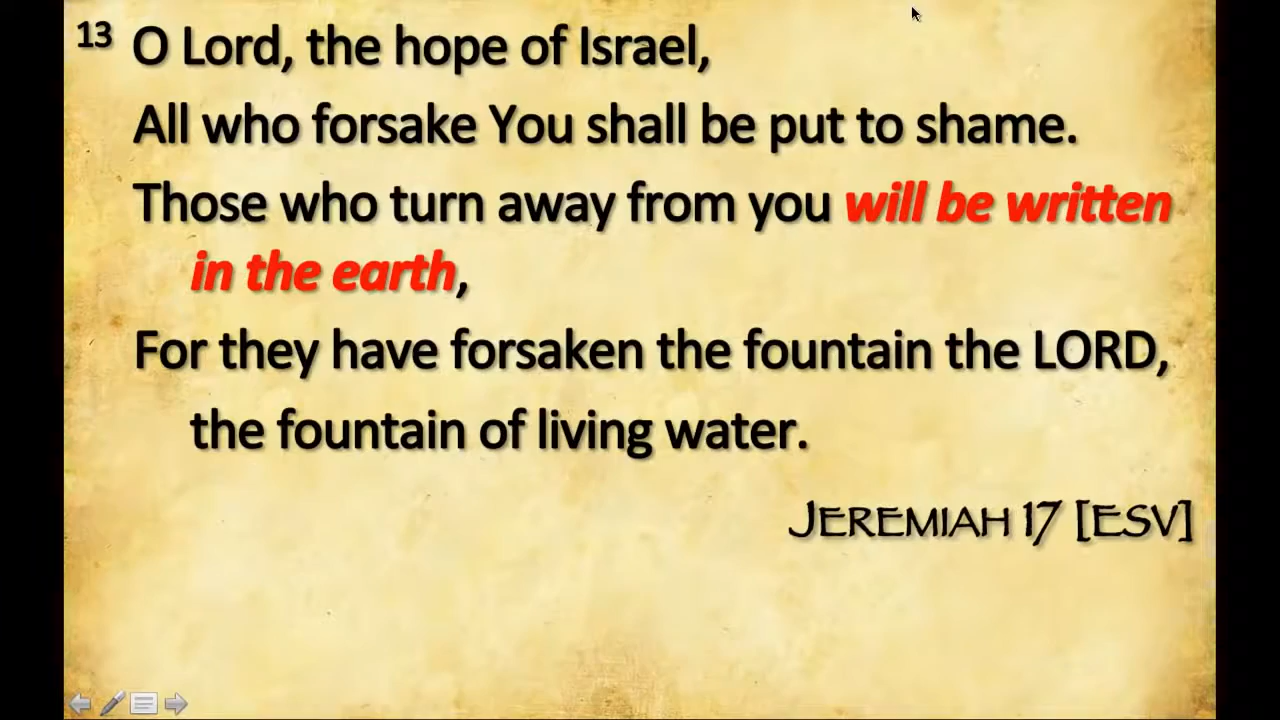 13 O Lord, the hope of Israel,
All who forsake You shall be put to shame.
Those who turn away from you will be written
in the earth,
For they have forsaken the fountain the LORD,
the fountain of living water.
JEREMIAH 17 [ESV]